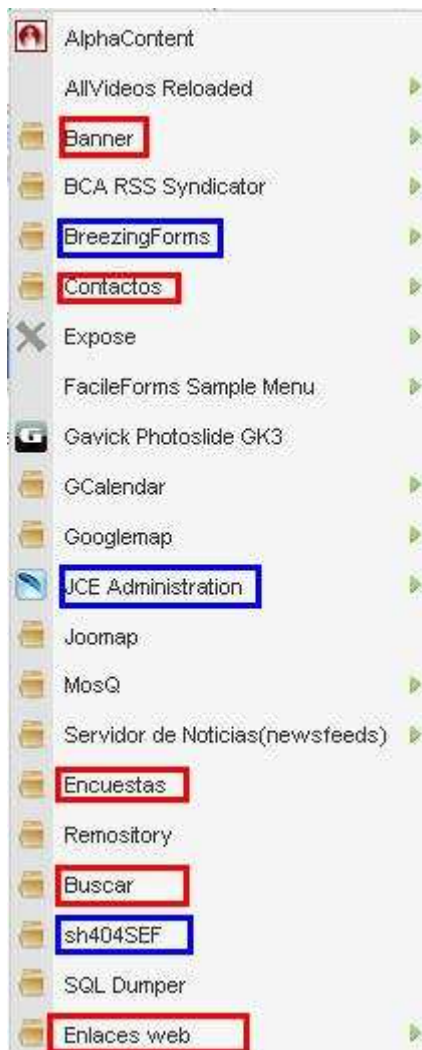 AlphaContent
AllVideos Reloaded
Banner
BCA RSS Syndicator
BreezingForms
Contactos
Expose
FacileForms Sample Menu
Gavick Photoslide GK3
GCalendar
Googlemap
JCE Administration
Joomap
MosQ
Servidor de Noticias(newsfeeds)
Encuestas
Remository
Buscar
sh404SEF
SQL Dumper
Enlaces web